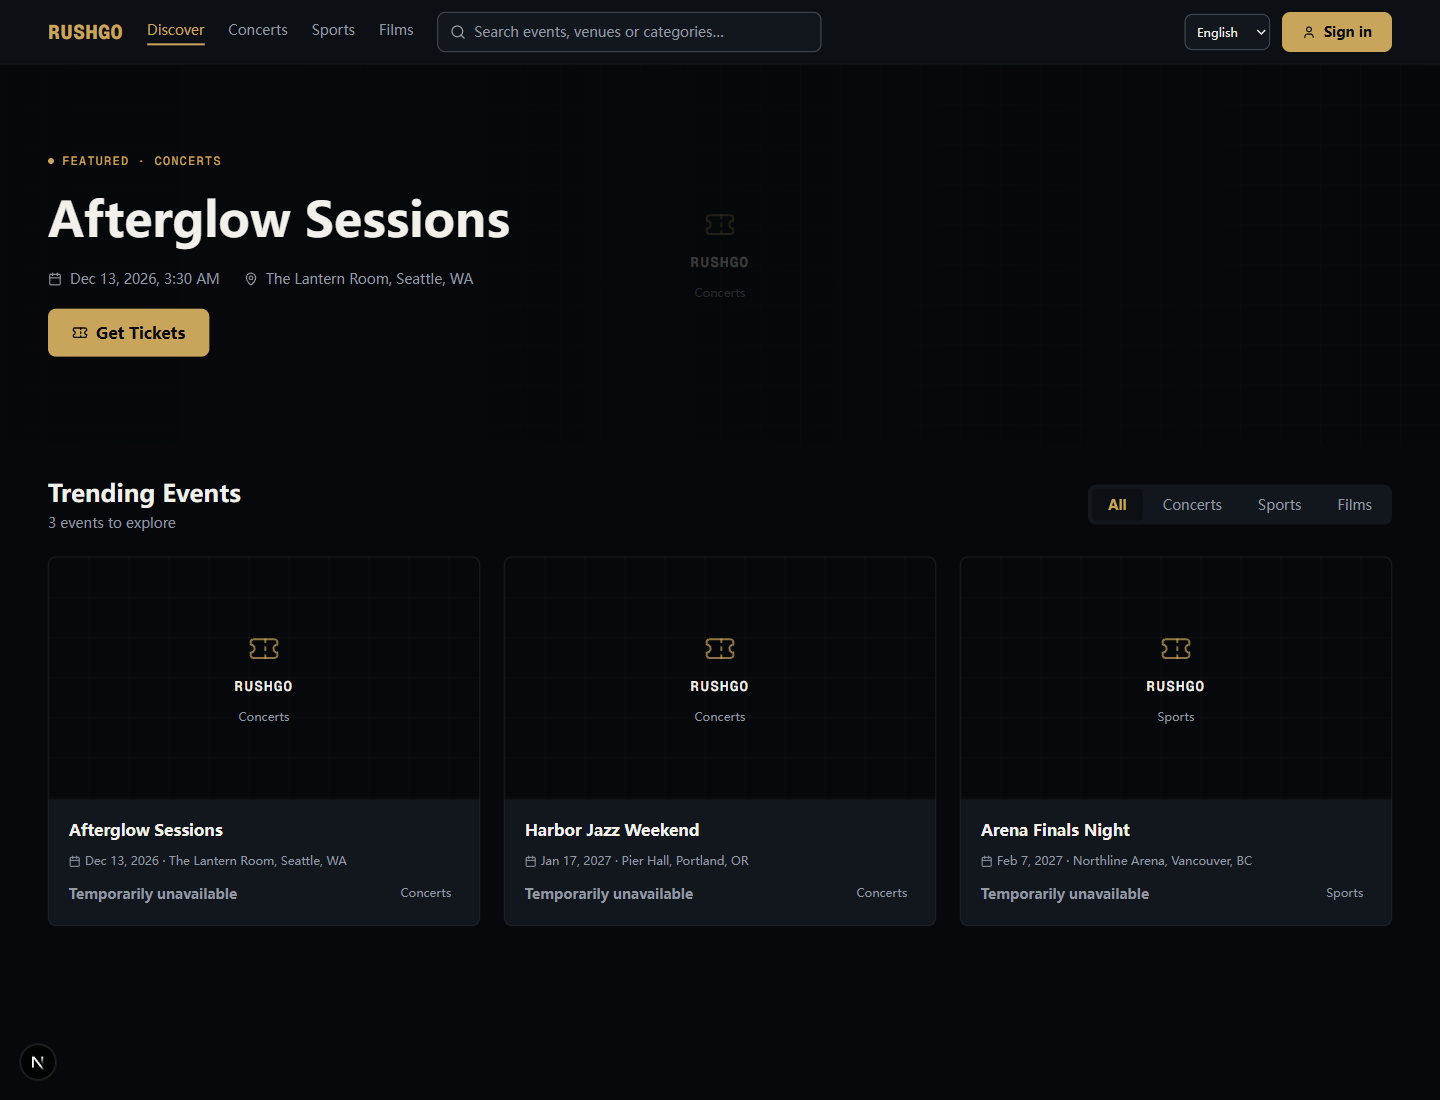 RUSHGO Discover Concerts Sports Films Search events, venues or categories... English Sign in
FEATURED · CONCERTS
Afterglow Sessions
Dec 13, 2026, 3:30 AM The Lantern Room, Seattle, WA
Get Tickets
RUSHGO
Concerts
Trending Events
3 events to explore
All Concerts Sports Films
RUSHGO
Concerts
Afterglow Sessions
Dec 13, 2026 · The Lantern Room, Seattle, WA
Temporarily unavailable Concerts
RUSHGO
Concerts
Harbor Jazz Weekend
Jan 17, 2027 · Pier Hall, Portland, OR
Temporarily unavailable Concerts
RUSHGO
Sports
Arena Finals Night
Feb 7, 2027 · Northline Arena, Vancouver, BC
Temporarily unavailable Sports
N